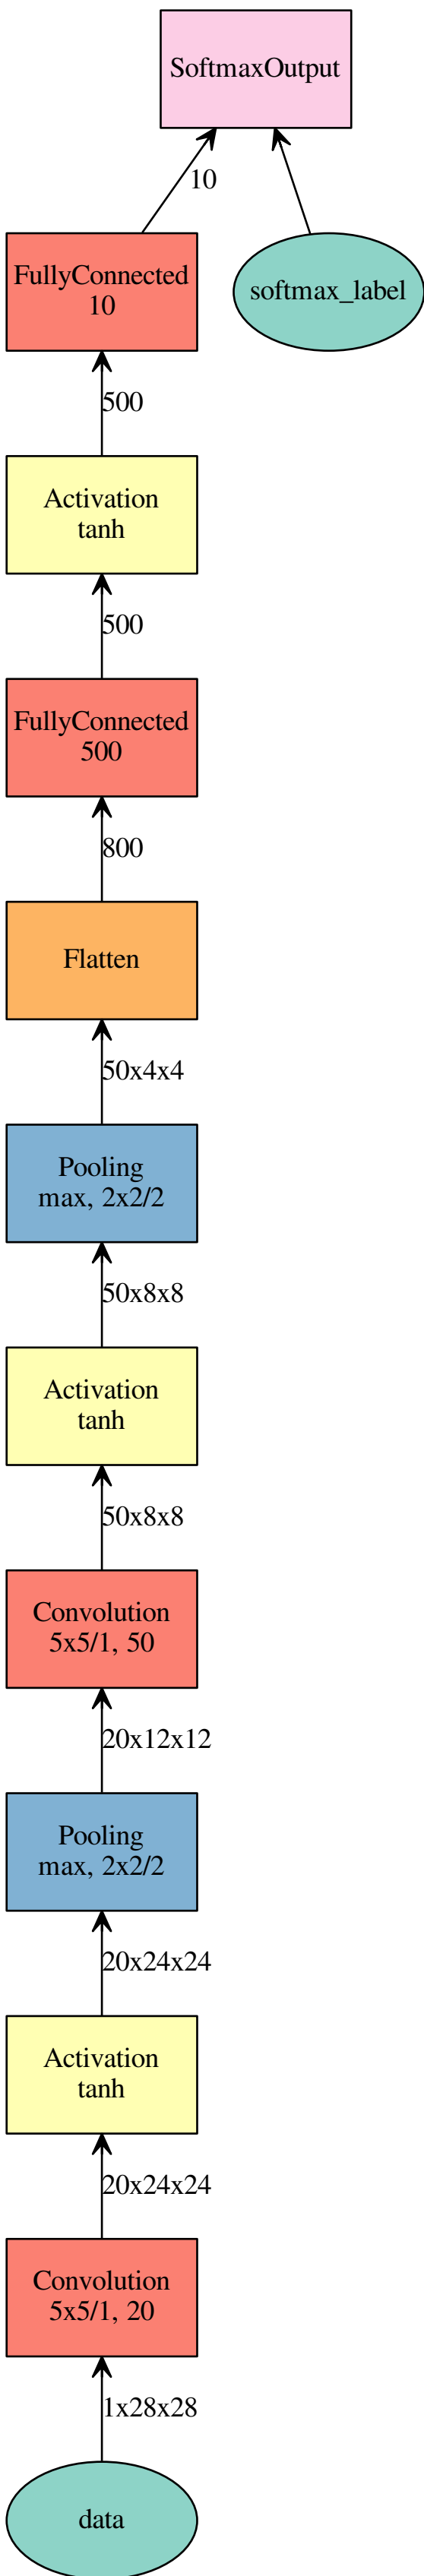 SoftmaxOutput
10
FullyConnected
10
softmax_label
500
Activation
tanh
500
FullyConnected
500
800
Flatten
50x4x4
Pooling
max, 2x2/2
50x8x8
Activation
tanh
50x8x8
Convolution
5x5/1, 50
20x12x12
Pooling
max, 2x2/2
20x24x24
Activation
tanh
20x24x24
Convolution
5x5/1, 20
1x28x28
data